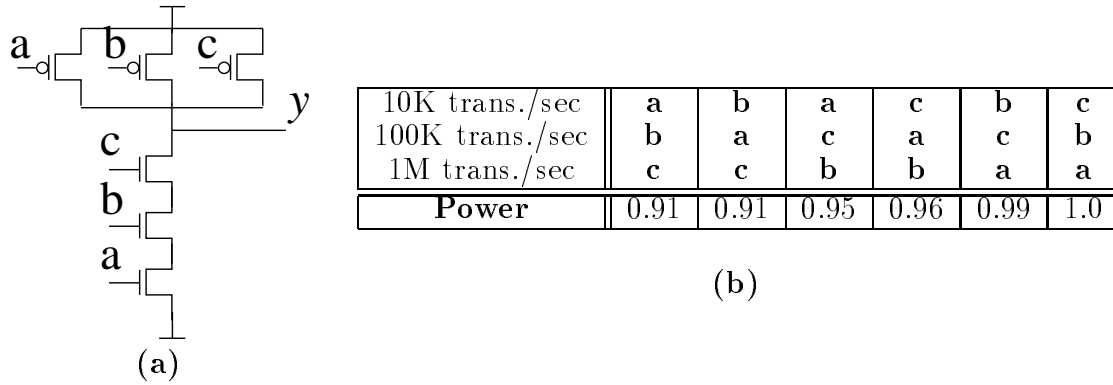 a b c
y
c
b
a
(a)
10K trans./sec a b a c b c
100K trans./sec b a c a c b
1M trans./sec c c b b a a
Power 0.91 0.91 0.95 0.96 0.99 1.0
(b)